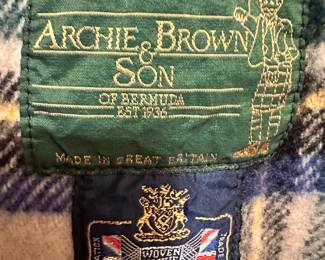 ARCHIE BROWN
&
SON
OF BERMUDA
EST 1936
MADE IN GREAT BRITAIN
WOVEN